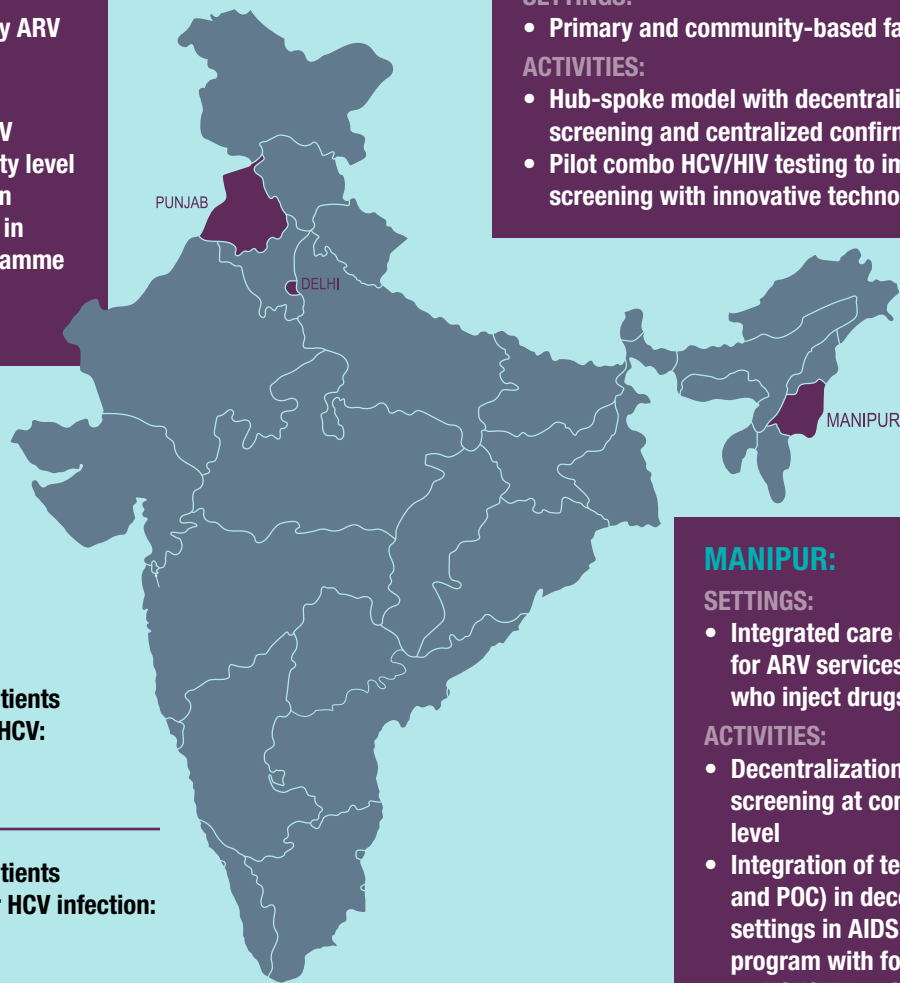 y ARV
V
ty level
n
in
amme
SETTINGS:
• Primary and community-based fa
ACTIVITIES:
• Hub-spoke model with decentrali
screening and centralized confirm
• Pilot combo HCV/HIV testing to im
screening with innovative techno
PUNJAB
DELHI
MANIPUR
tients
HCV:
tients
r HCV infection:
MANIPUR:
SETTINGS:
• Integrated care
for ARV services
who inject drugs
ACTIVITIES:
• Decentralization
screening at con
level
• Integration of te
and POC) in dece
settings in AIDS
program with fo